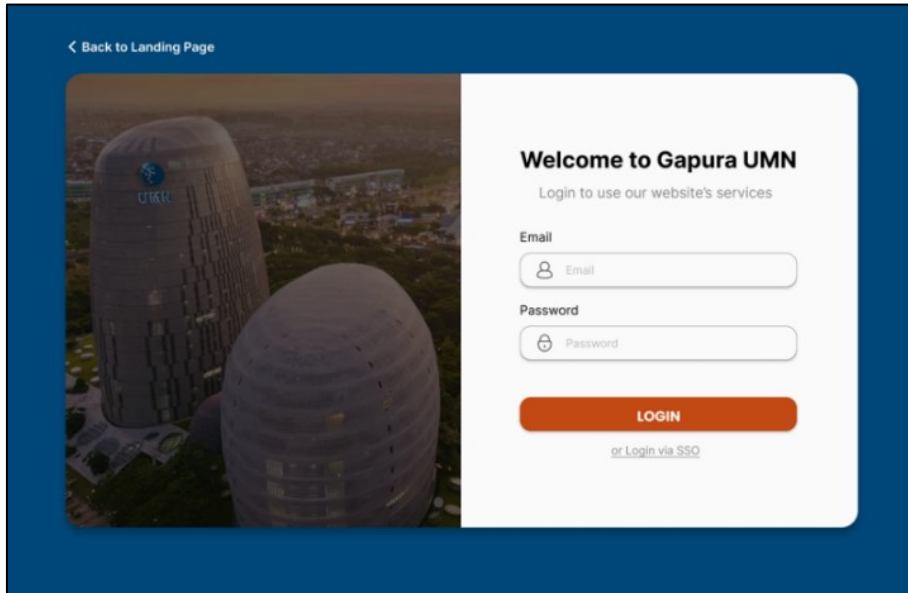 Back to Landing Page
UMN
Welcome to Gapura UMN
Login to use our website's services
Email
Email
Password
Password
LOGIN
or Login via SSO